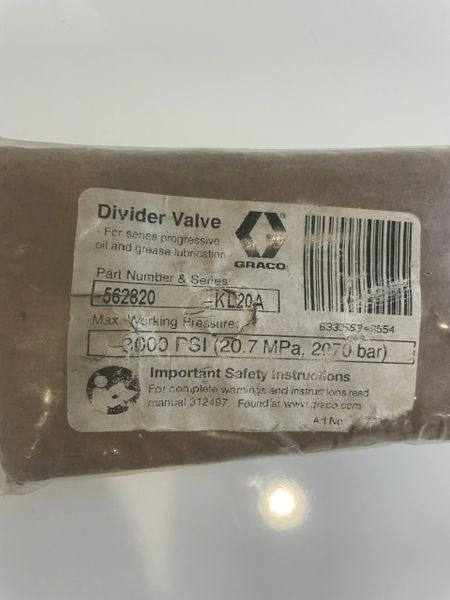 Divider Valve
- For series progressive
oil and grease lubrication -
GRACO
®
Part Number & Series:
562820 KL20A
Max. Working Pressure:
3000 PSI (20.7 MPa, 2070 bar)
Important Safety Instructions
For complete warnings and instructions read
manual 312497. Found at www.graco.com